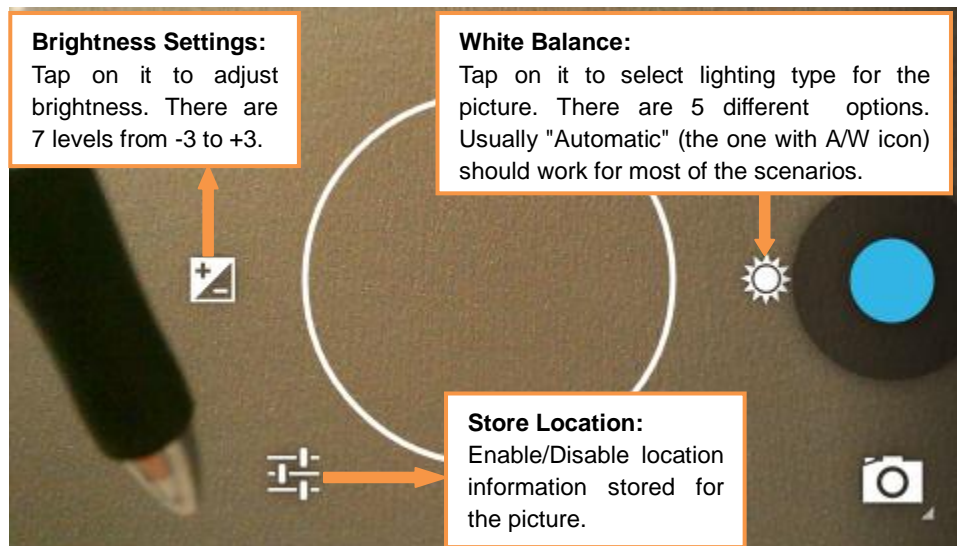 Brightness Settings:
Tap on it to adjust
brightness. There are
7 levels from -3 to +3.
White Balance:
Tap on it to select lighting type for the
picture. There are 5 different options.
Usually "Automatic" (the one with A/W icon)
should work for most of the scenarios.
Store Location:
Enable/Disable location
information stored for
the picture.